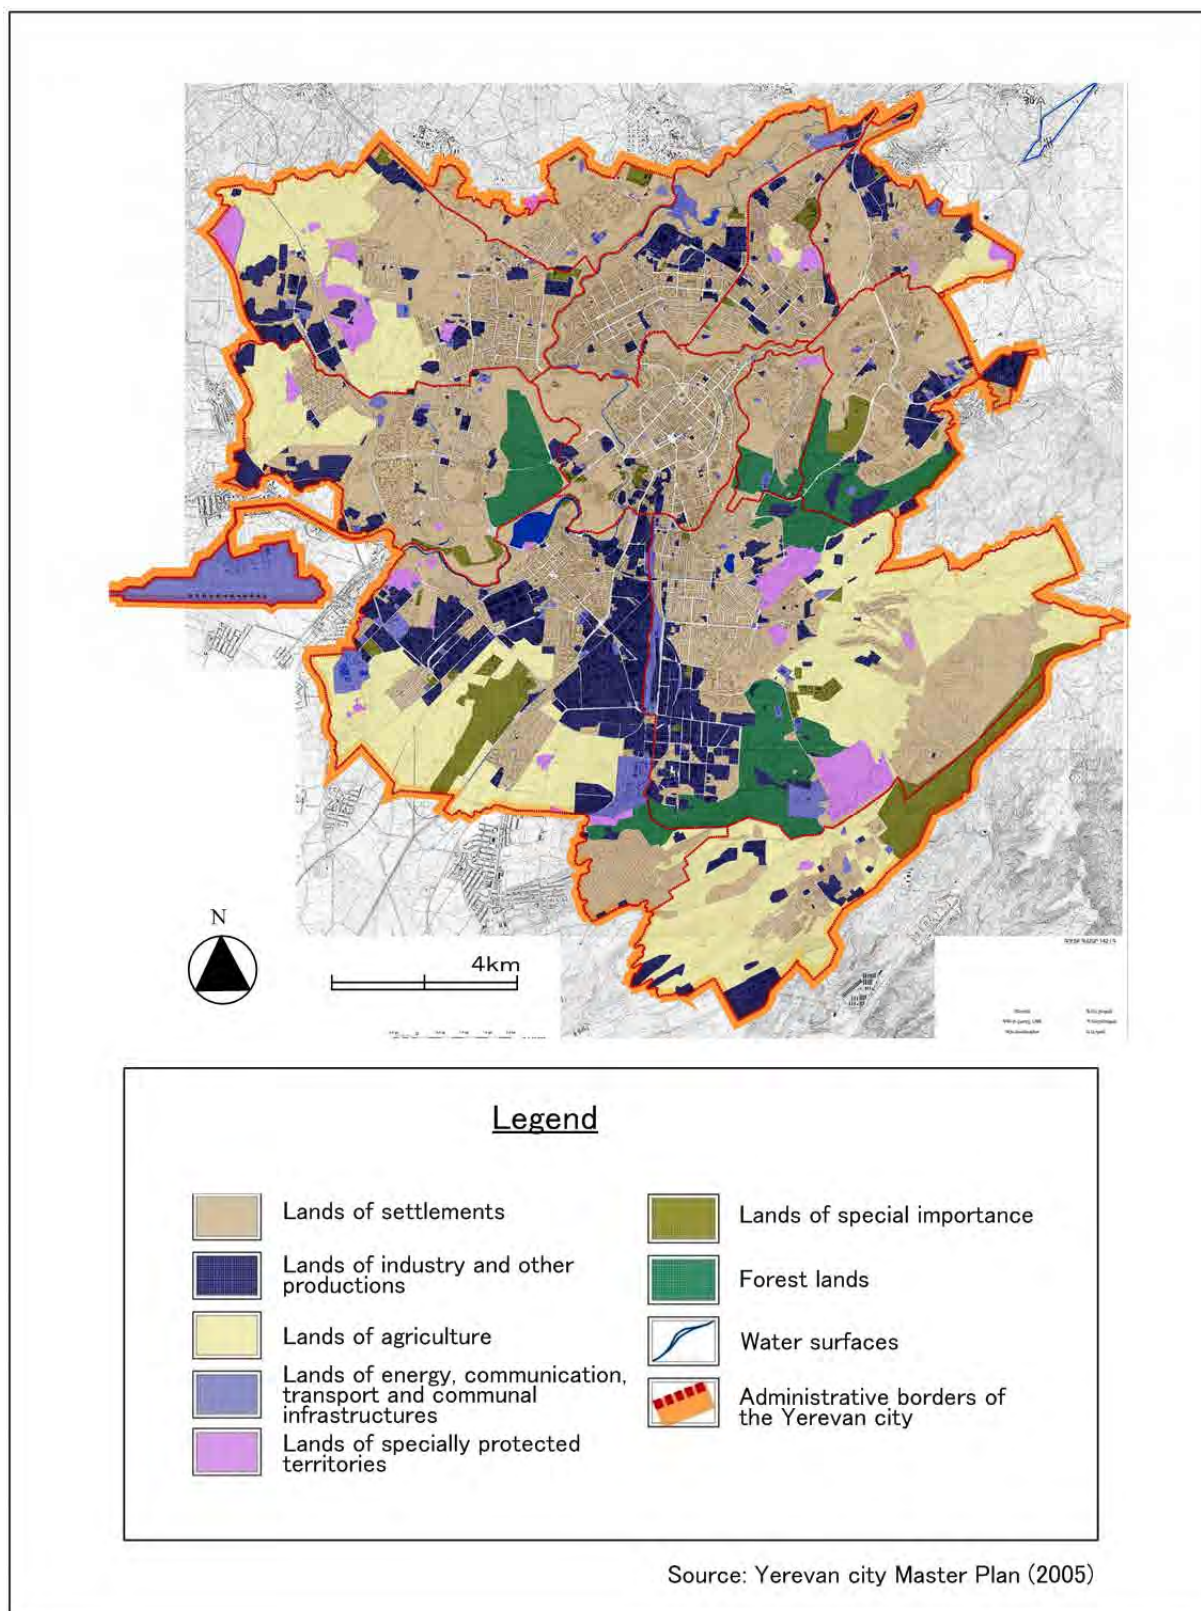 N
4km
Legend
Lands of settlements
Lands of industry and other
productions
Lands of agriculture
Lands of energy, communication,
transport and communal
infrastructures
Lands of specially protected
territories
Lands of special importance
Forest lands
Water surfaces
Administrative borders of
the Yerevan city
Source: Yerevan city Master Plan (2005)